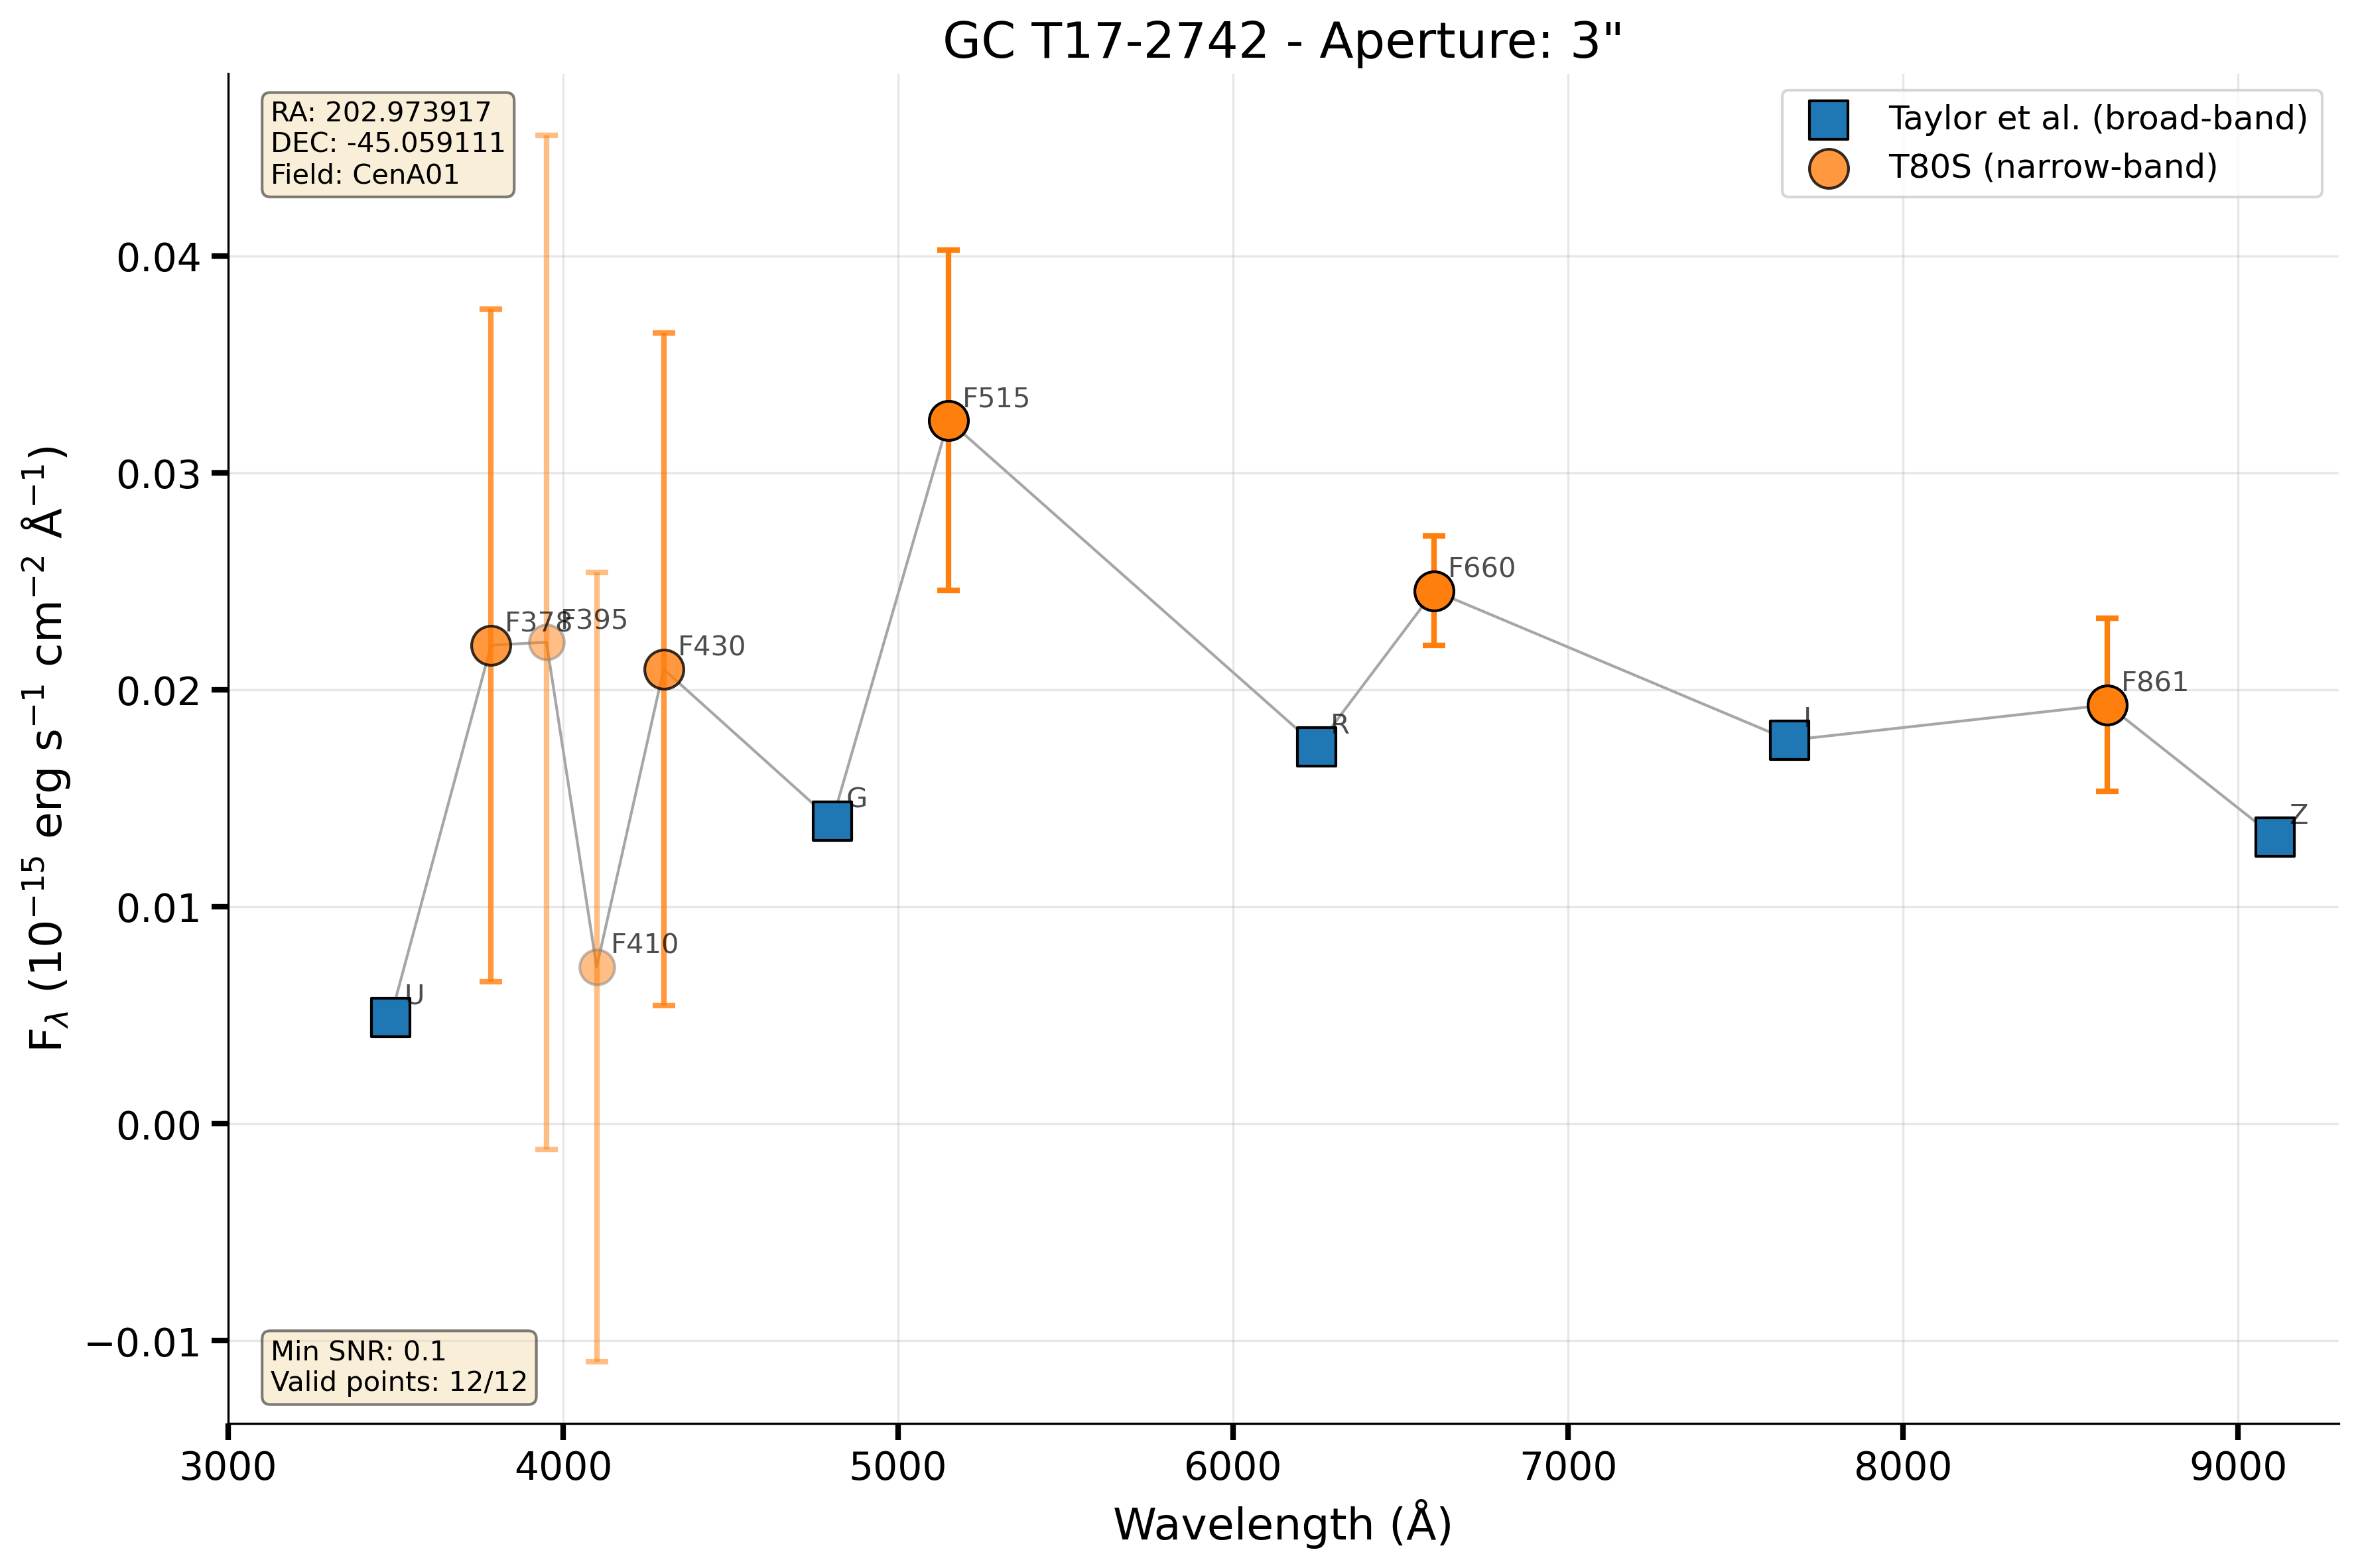 GC T17-2742 - Aperture: 3"
RA: 202.973917
DEC: -45.059111
Field: CenA01
Taylor et al. (broad-band)
T80S (narrow-band)
F$_{λ}$ (10$^{−15}$ erg s$^{−1}$ cm$^{−2}$ Å$^{−1}$)
0.04
0.03
0.02
0.01
0.00
−0.01
U
F378
F395
F410
F430
G
F515
R
F660
I
F861
Z
Min SNR: 0.1
Valid points: 12/12
3000
4000
5000
6000
7000
8000
9000
Wavelength (Å)